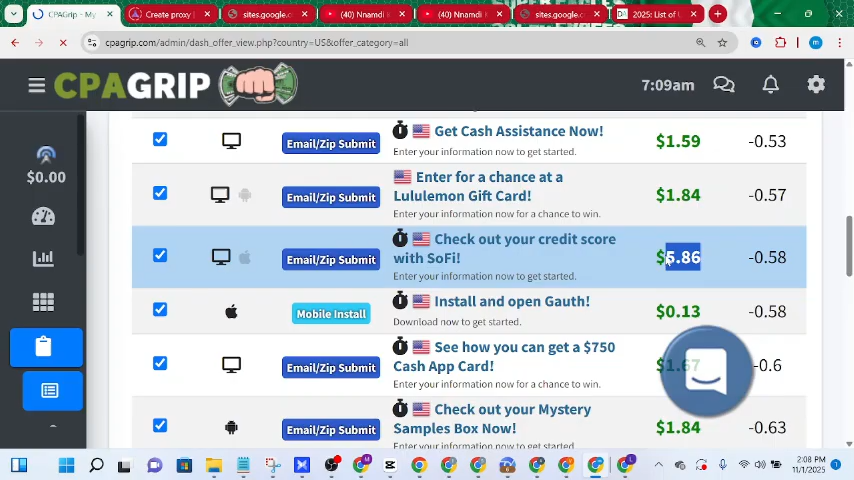 CPAGrip - My
Create proxy
sites.google.co
(40) Nnamdi
(40) Nnamdi
sites.google.co
2025: List of U
cpagrip.com/admin/dash_offer_view.php?country=US&offer_category=all
CPAGRIP
7:09am
$0.00
Email/Zip Submit
Get Cash Assistance Now!
Enter your information now to get started.
$1.59
-0.53
Email/Zip Submit
Enter for a chance at a
Lululemon Gift Card!
Enter your information now for a chance to win.
$1.84
-0.57
Email/Zip Submit
Check out your credit score
with SoFi!
Enter your information now to get started.
$5.86
-0.58
Mobile Install
Install and open Gauth!
Download now to get started.
$0.13
-0.58
Email/Zip Submit
See how you can get a $750
Cash App Card!
Enter your information now for a chance to win.
$1.67
-0.6
Email/Zip Submit
Check out your Mystery
Samples Box Now!
$1.84
-0.63
2:08 PM
11/1/2025